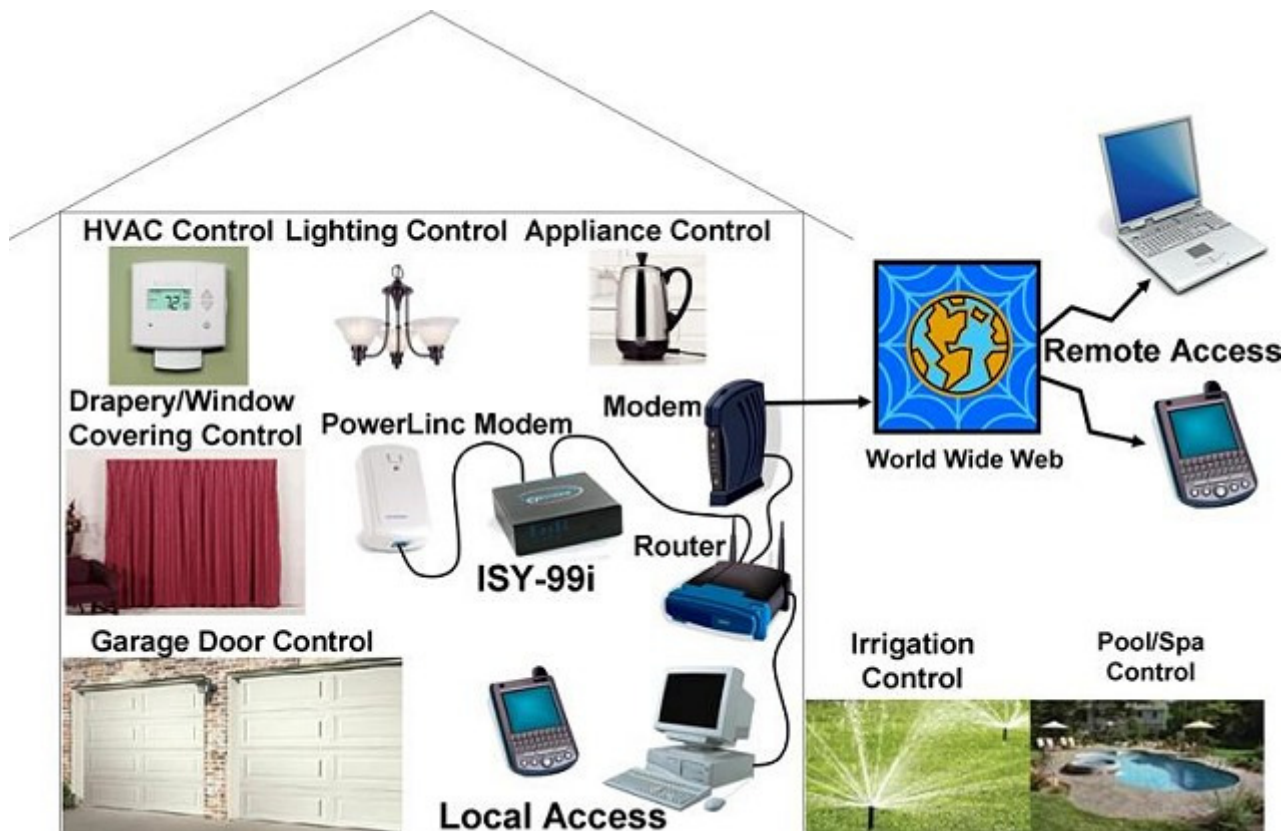 HVAC Control
Lighting Control
Appliance Control
72
Drapery/Window
Covering Control
PowerLinc Modem
Modem
World Wide Web
Remote Access
ISY-99i
Router
Garage Door Control
Local Access
Irrigation
Control
Pool/Spa
Control